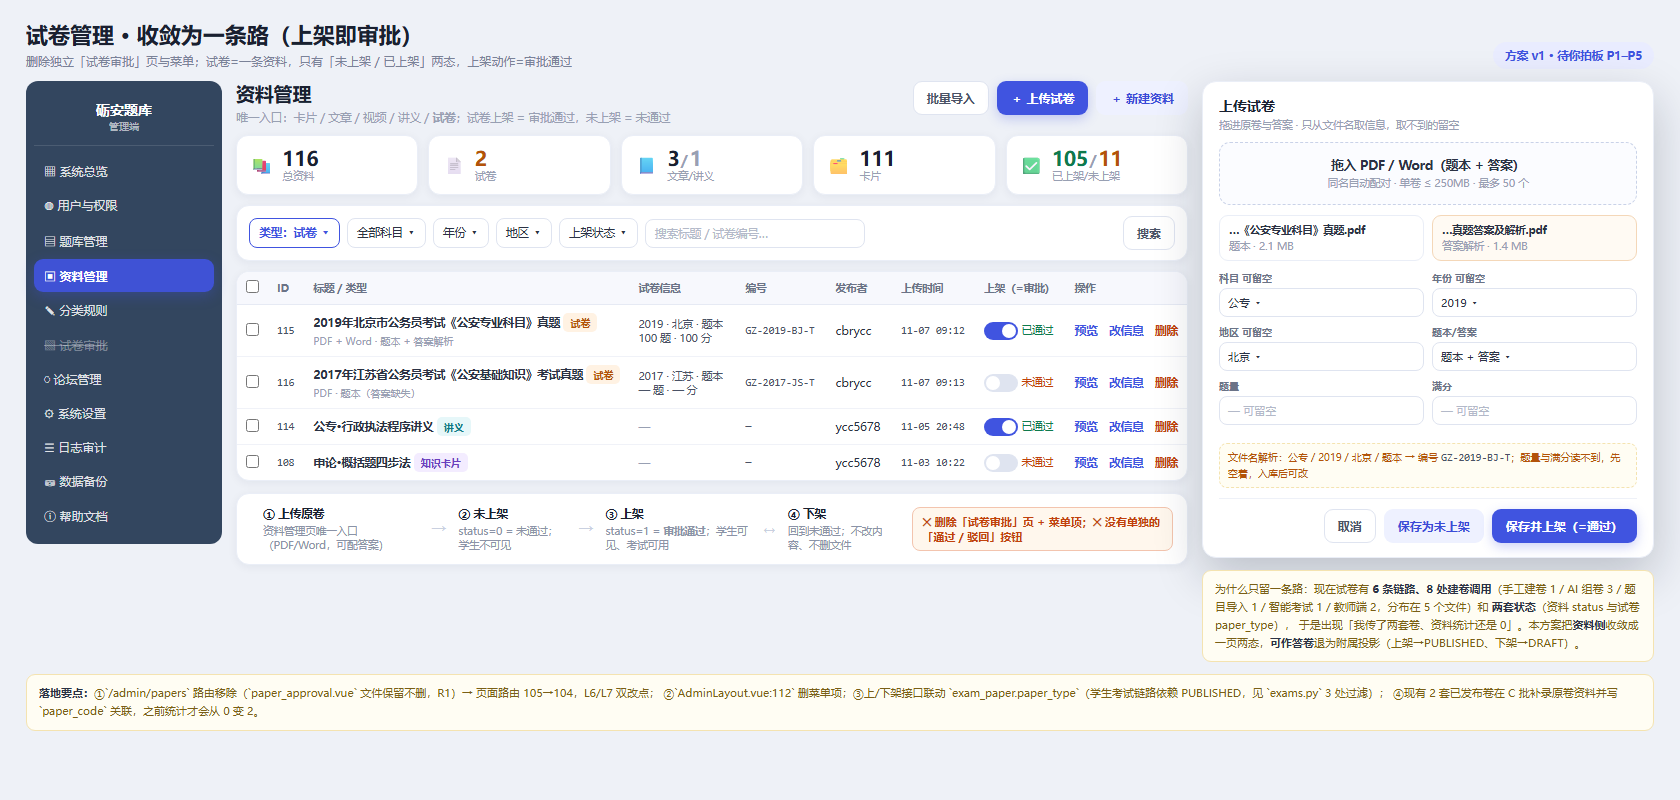 试卷管理 · 收敛为一条路（上架即审批）
删除独立「试卷审批」页与菜单；试卷=一条资料，只有「未上架 / 已上架」两态，上架动作=审批通过
方案 v1 · 待你拍板 P1–P5
砺安题库
管理端
系统总览
用户与权限
题库管理
资料管理
分类规则
试卷审批
论坛管理
系统设置
日志审计
数据备份
帮助文档
资料管理
唯一入口：卡片 / 文章 / 视频 / 讲义 / 试卷；试卷上架 = 审批通过，未上架 = 未通过
批量导入
+ 上传试卷
+ 新建资料
116
总资料
2
试卷
3/1
文章/讲义
111
卡片
105/11
已上架/未上架
类型：试卷
全部科目
年份
地区
上架状态
搜索标题 / 试卷编号...
搜索
ID 标题 / 类型 试卷信息 编号 发布者 上传时间 上架（=审批) 操作
115 2019年北京市公务员考试《公安专业科目》真题 试卷 2019 · 北京 · 题本 GZ-2019-BJ-T cbrycc 11-07 09:12 已通过 预览 改信息 删除
PDF + Word · 题本 + 答案解析 100 题 · 100 分
116 2017年江苏省公务员考试《公安基础知识》考试真题 试卷 2017 · 江苏 · 题本 GZ-2017-JS-T cbrycc 11-07 09:13 未通过 预览 改信息 删除
PDF · 题本（答案缺失） — 题 · — 分
114 公专•行政执法程序讲义 讲义 — – ycc5678 11-05 20:48 已通过 预览 改信息 删除
108 申论•概括题四步法 知识卡片 — – ycc5678 11-03 10:22 未通过 预览 改信息 删除
① 上传原卷
资料管理页唯一入口
（PDF/Word，可配答案）
→
② 未上架
status=0 = 未通过；
学生不可见
→
③ 上架
status=1 = 审批通过；学生可
见、考试可用
↔
④ 下架
回到未通过；不改内
容、不删文件
✕ 删除「试卷审批」页 + 菜单项；✕ 没有单独的
「通过 / 驳回」按钮
上传试卷
拖进原卷与答案 · 只从文件名取信息，取不到的留空
拖入 PDF / Word（题本 + 答案）
同名自动配对 · 单卷 ≤ 250MB · 最多 50 个
...《公安专业科目》真题.pdf
题本 · 2.1 MB
...真题答案及解析.pdf
答案解析 · 1.4 MB
科目 可留空
公专
年份 可留空
2019
地区 可留空
北京
题本/答案
题本 + 答案
题量
— 可留空
满分
— 可留空
文件名解析：公专 / 2019 / 北京 / 题本 → 编号 GZ-2019-BJ-T；题量与满分读不到，先
空着，入库后可改
取消
保存为未上架
保存并上架（=通过）
为什么只留一条路：现在试卷有 6 条链路、8 处建卷调用（手工建卷 1 / AI 组卷 3 / 题
目导入 1 / 智能考试 1 / 教师端 2，分布在 5 个文件）和 两套状态（资料 status 与试卷
paper_type），于是出现「我传了两套卷、资料统计还是 0」。本方案把资料侧收敛成
一页两态，可作答卷退为附属投影（上架→PUBLISHED、下架→DRAFT）。
落地要点：①`/admin/papers` 路由移除（`paper_approval.vue` 文件保留不删，R1）→ 页面路由 105→104，L6/L7 双改点； ②`AdminLayout.vue:112` 删菜单项；③上/下架接口联动 `exam_paper.paper_type`（学生考试链路依赖 PUBLISHED，见 `exams.py` 3 处过滤）； ④现有 2 套已发布卷在 C 批补录原卷资料并写
`paper_code` 关联，之前统计才会从 0 变 2。